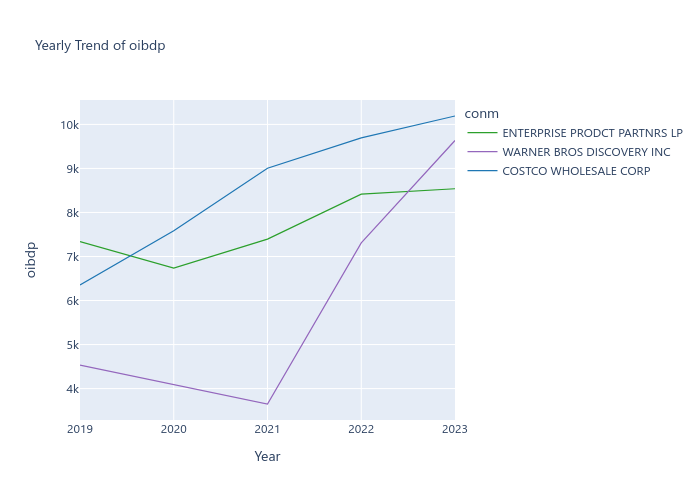 Yearly Trend of oibdp
conm
ENTERPRISE PRODCT PARTNRS LP
WARNER BROS DISCOVERY INC
COSTCO WHOLESALE CORP
10k
9k
8k
7k
6k
5k
4k
oibdp
2019 2020 2021 2022 2023
Year